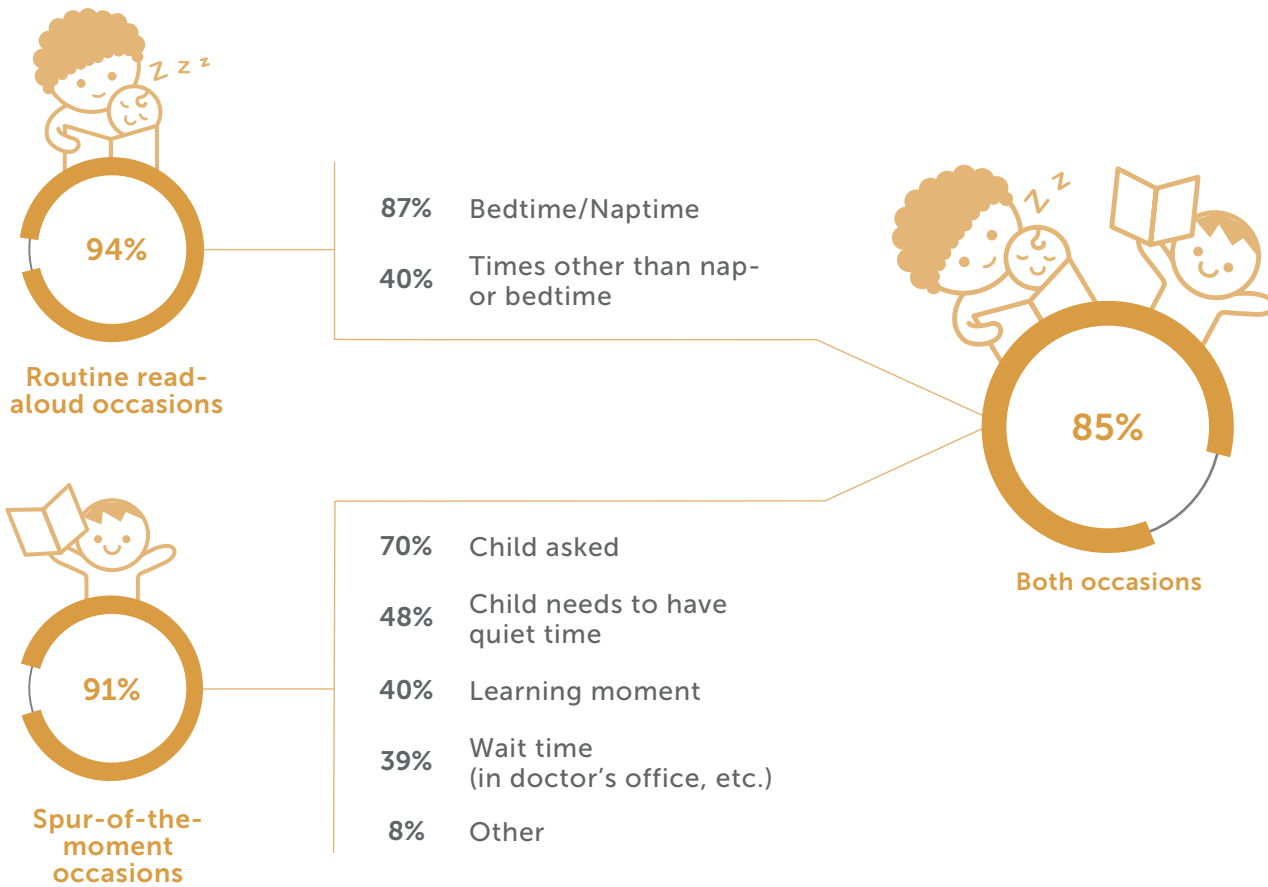 Z z z
94%
Routine read-
aloud occasions
87% Bedtime/Naptime
40% Times other than nap-
or bedtime
91%
Spur-of-the-
moment
occasions
70% Child asked
48% Child needs to have
quiet time
40% Learning moment
39% Wait time
(in doctor’s office, etc.)
8% Other
Z z
85%
Both occasions